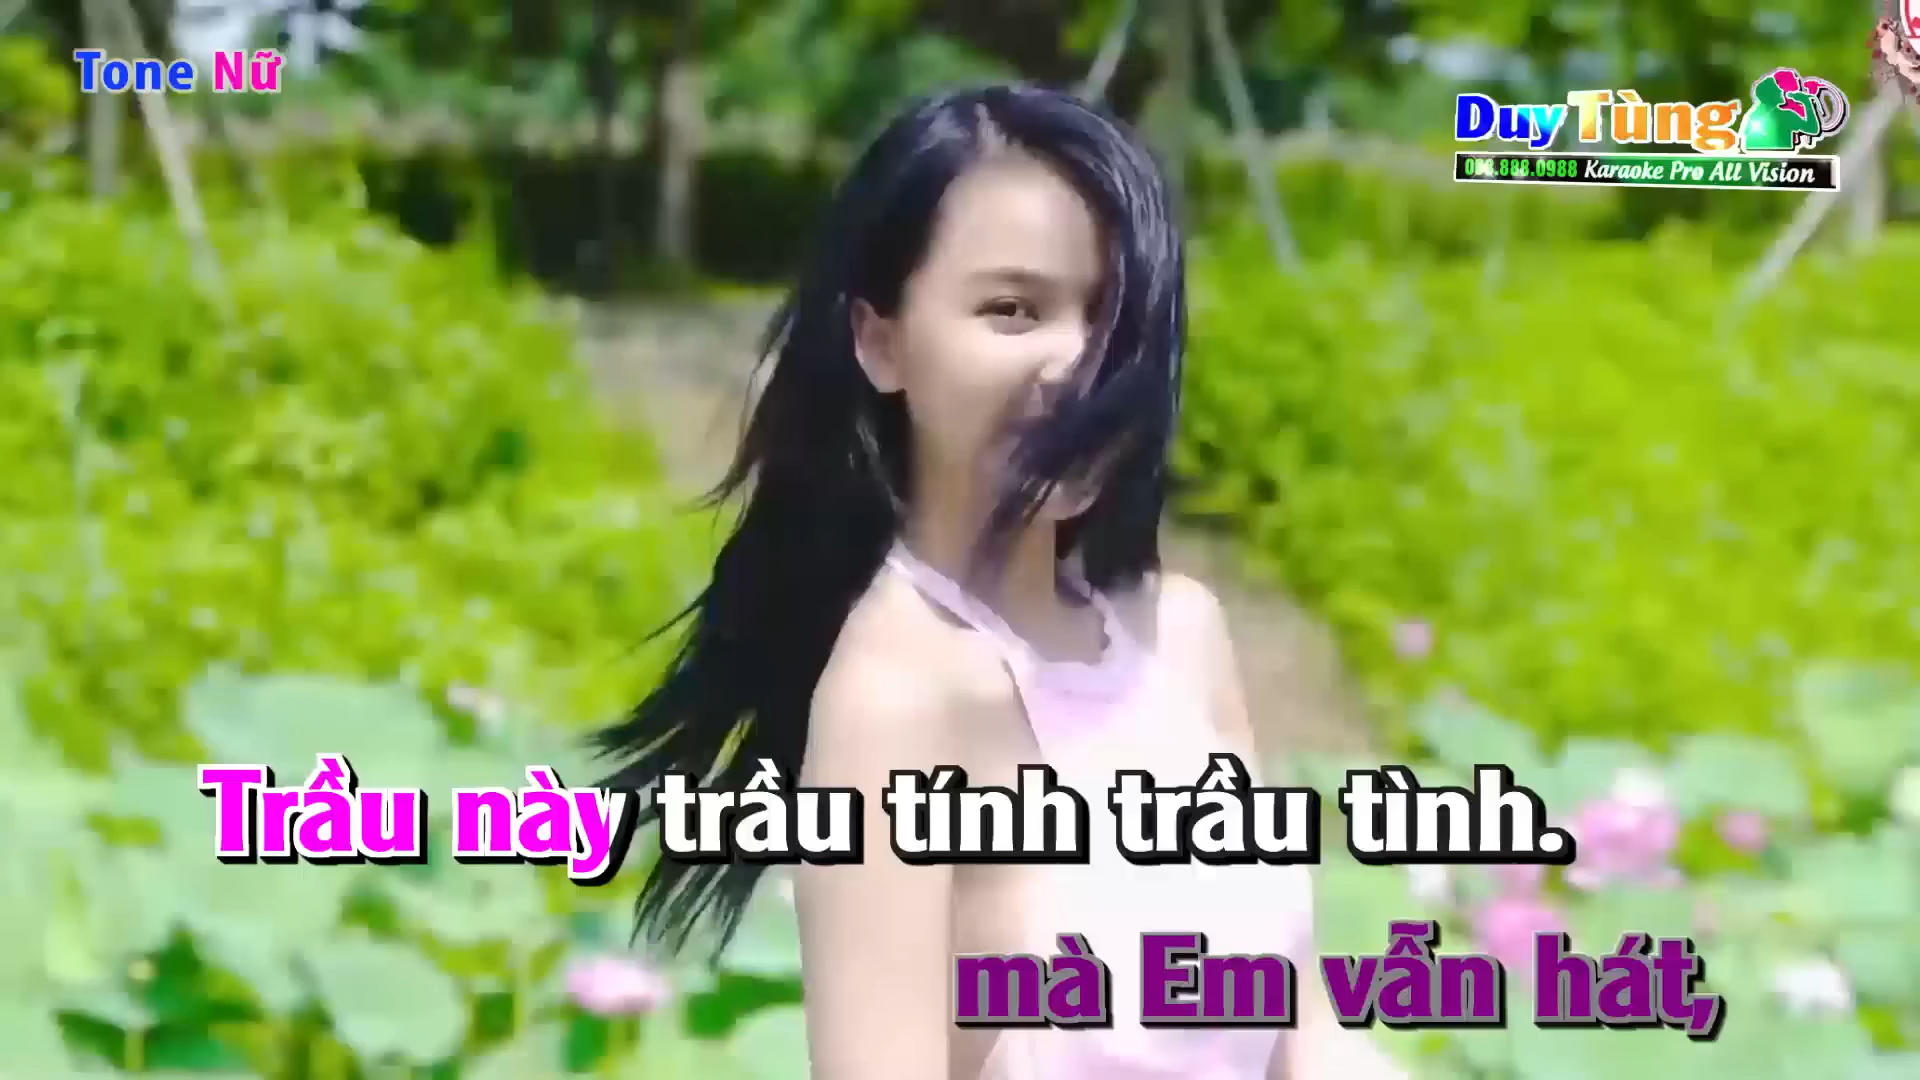 Tone Nữ
Duy Tùng
Karaoke Pro All Vision
Trầu này trầu tính trầu tình.
mà Em vẫn hát,